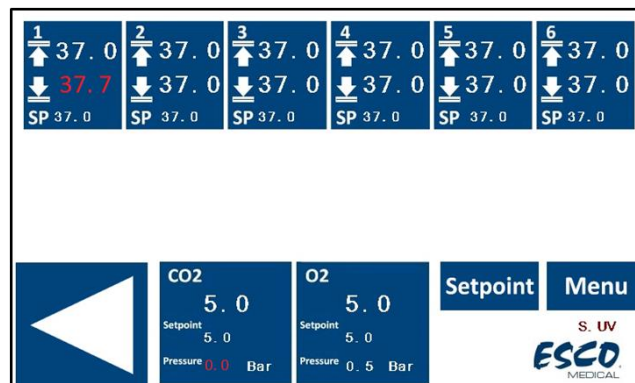 1 2 3 4 5 6
37.0 37.0 37.0 37.0 37.0 37.0
37.7 37.0 37.0 37.0 37.0 37.0
SP 37.0 SP 37.0 SP 37.0 SP 37.0 SP 37.0 SP 37.0
CO2 O2
5.0 5.0
Setpoint Menu
Setpoint Setpoint
5.0 5.0
S. UV
Pressure 0.0 Bar Pressure 0.5 Bar
ESCO
MEDICAL